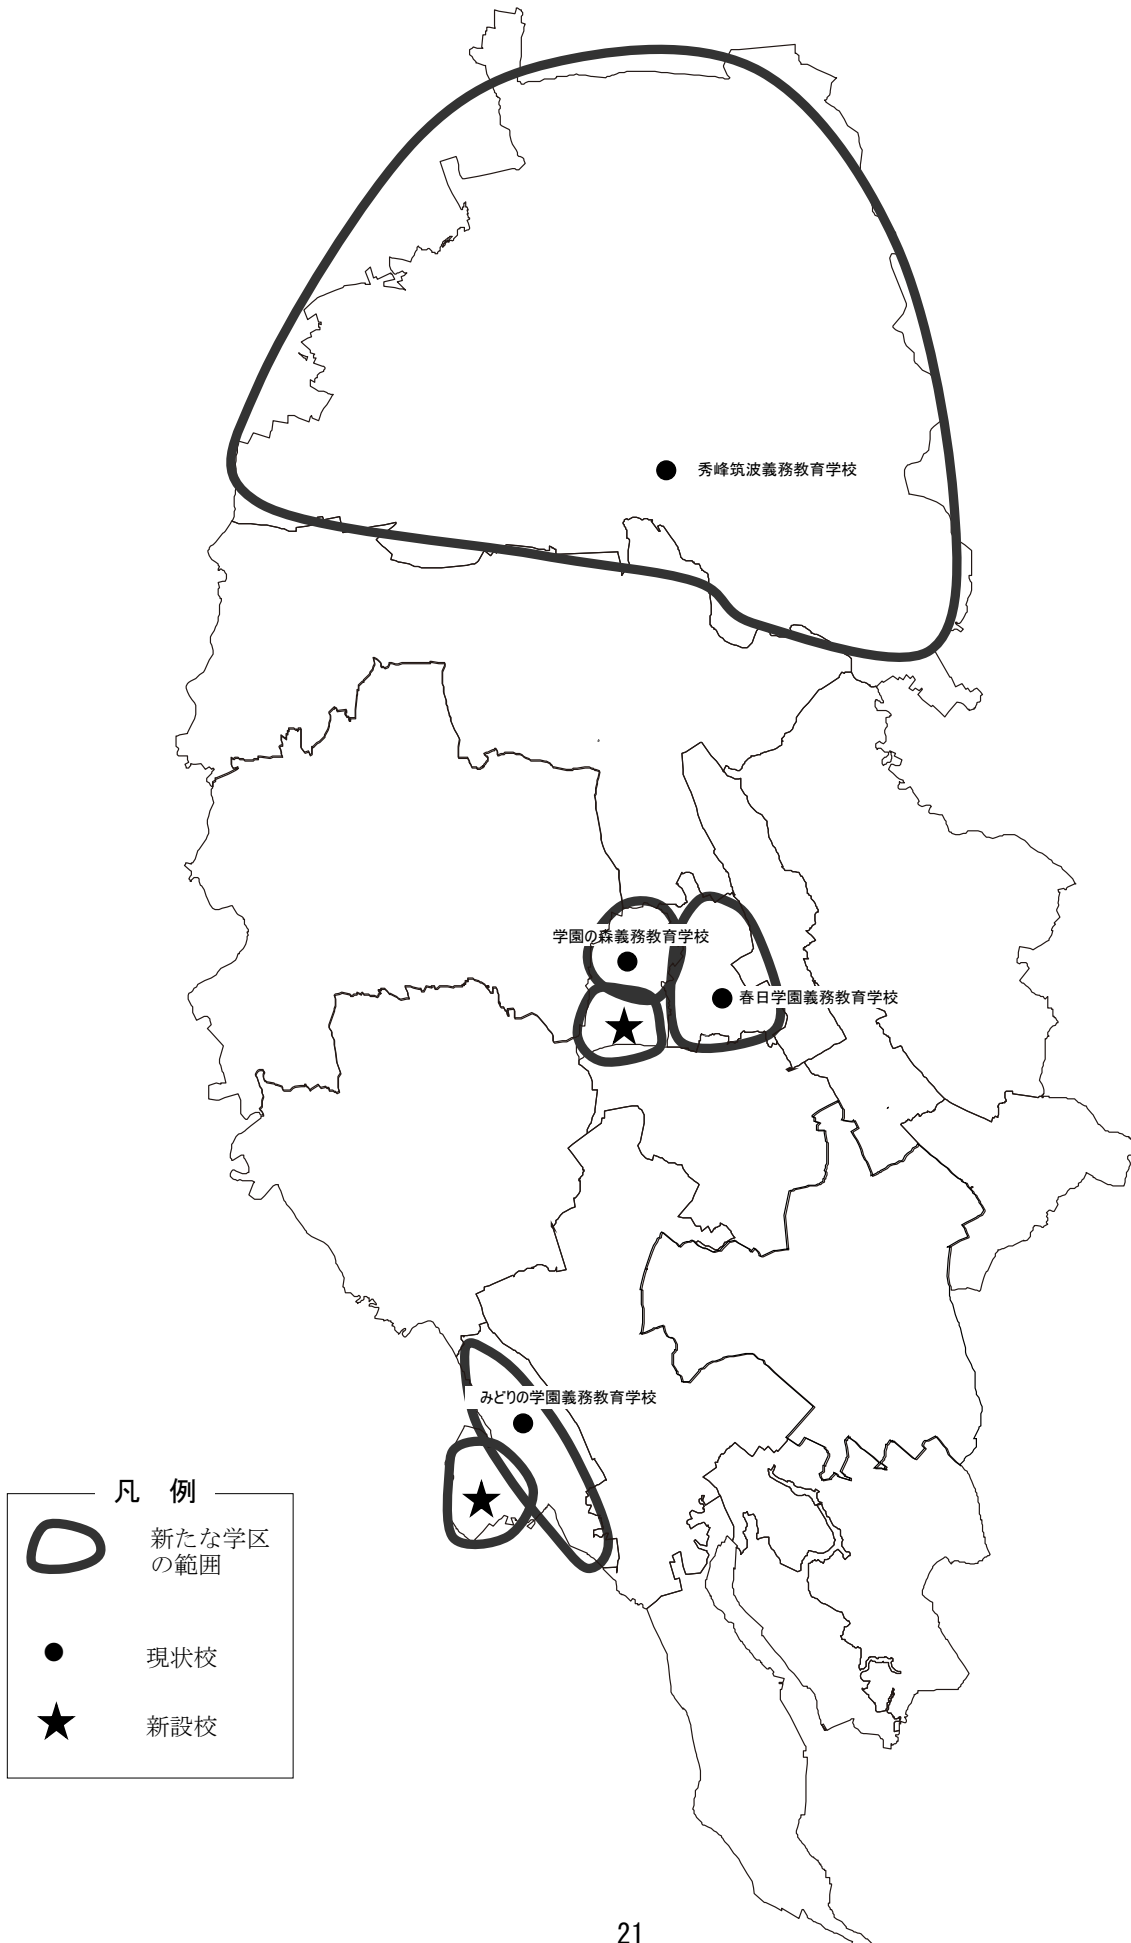 秀峰筑波義務教育学校
学園の森義務教育学校
春日学園義務教育学校
みどりの学園義務教育学校
凡 例
新たな学区
の範囲
現状校
新設校
21